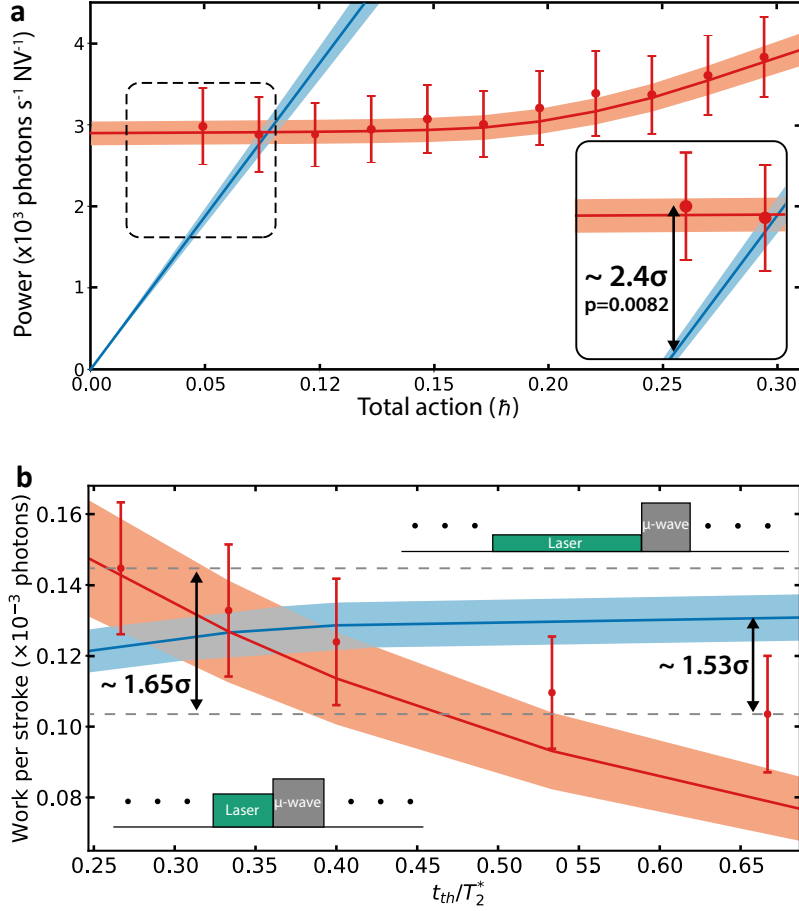 a
Power (x10³ photons s⁻¹ NV⁻¹)
4
3
2
1
0
~ 2.4σ
p=0.0082
0.00 0.05 0.12 0.10 0.15 0.20 0.25 0.30
Total action (ℏ)
b
Work per stroke (×10⁻³ photons)
0.16
0.14
0.12
0.10
0.08
Laser
μ-wave
~ 1.65σ
~ 1.53σ
Laser
μ-wave
0.25 0.30 0.35 0.40 0.45 0.50 0 55 0.60 0.65
t_th/T₂*